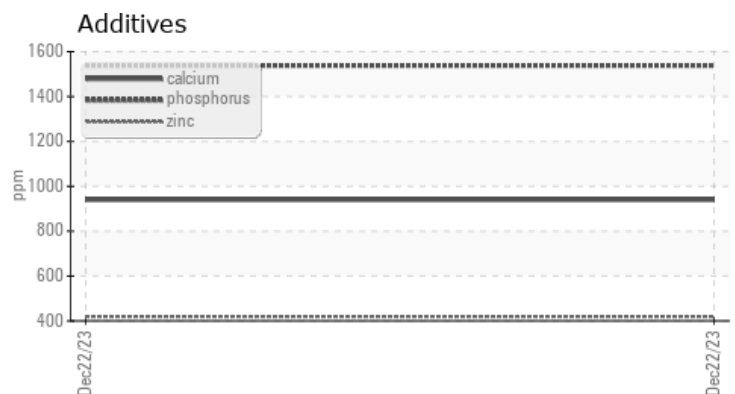 Additives
1600
1400
1200
1000
800
600
400
ppm
calcium
phosphorus
zinc
Dec22/23
Dec22/23